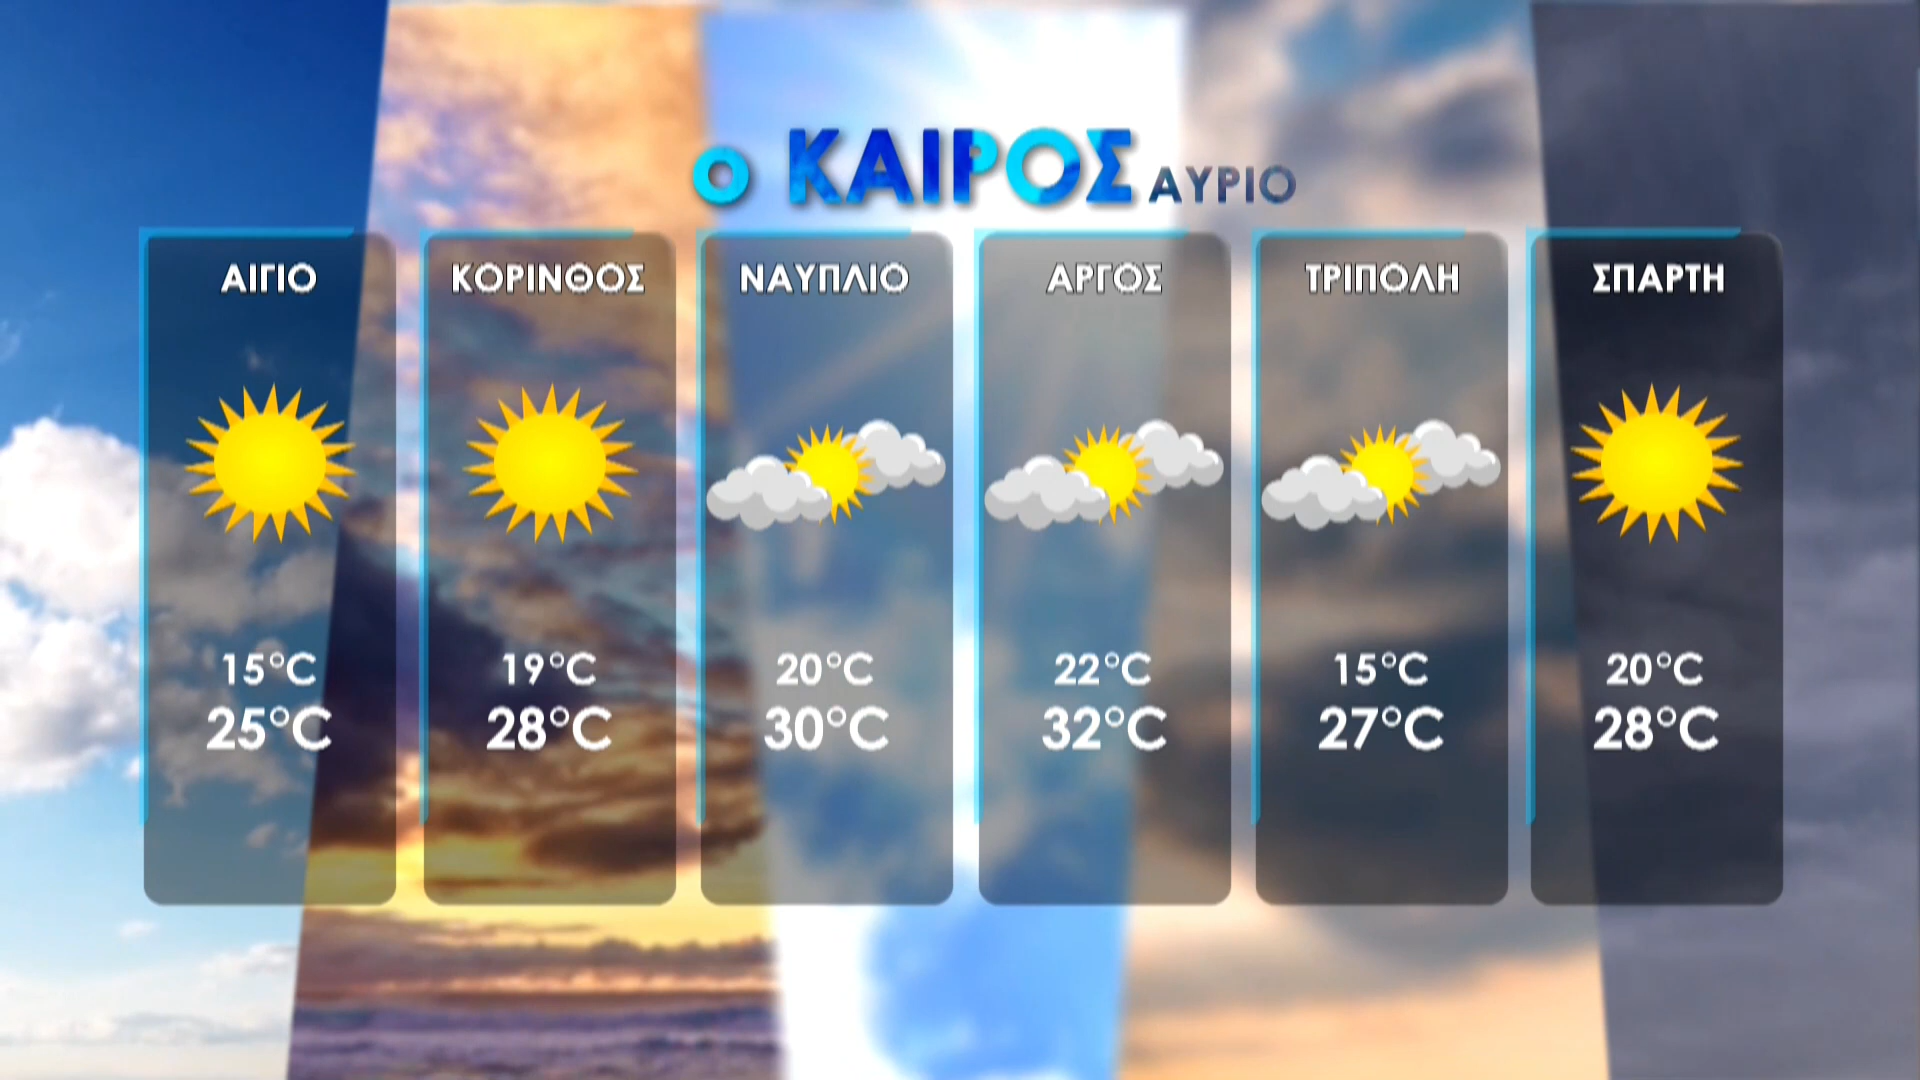 ο ΚΑΙΡΟΣ ΑΥΡΙΟ
ΑΙΓΙΟ
15°C
25°C
ΚΟΡΙΝΘΟΣ
19°C
28°C
ΝΑΥΠΛΙΟ
20°C
30°C
ΑΡΓΟΣ
22°C
32°C
ΤΡΙΠΟΛΗ
15°C
27°C
ΣΠΑΡΤΗ
20°C
28°C